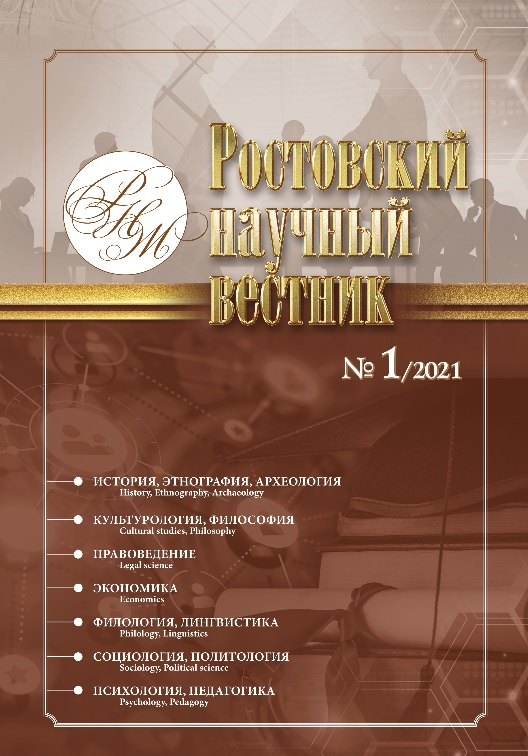 РНЖ
Ростовский
научный
вестник
№ 1/2021
ИСТОРИЯ, ЭТНОГРАФИЯ, АРХЕОЛОГИЯ
History, Ethnography, Archaeology
КУЛЬТУРОЛОГИЯ, ФИЛОСОФИЯ
Cultural studies, Philosophy
ПРАВОВЕДЕНИЕ
Legal science
ЭКОНОМИКА
Economics
ФИЛОЛОГИЯ, ЛИНГВИСТИКА
Philology, Linguistics
СОЦИОЛОГИЯ, ПОЛИТОЛОГИЯ
Sociology, Political science
ПСИХОЛОГИЯ, ПЕДАГОГИКА
Psychology, Pedagogy